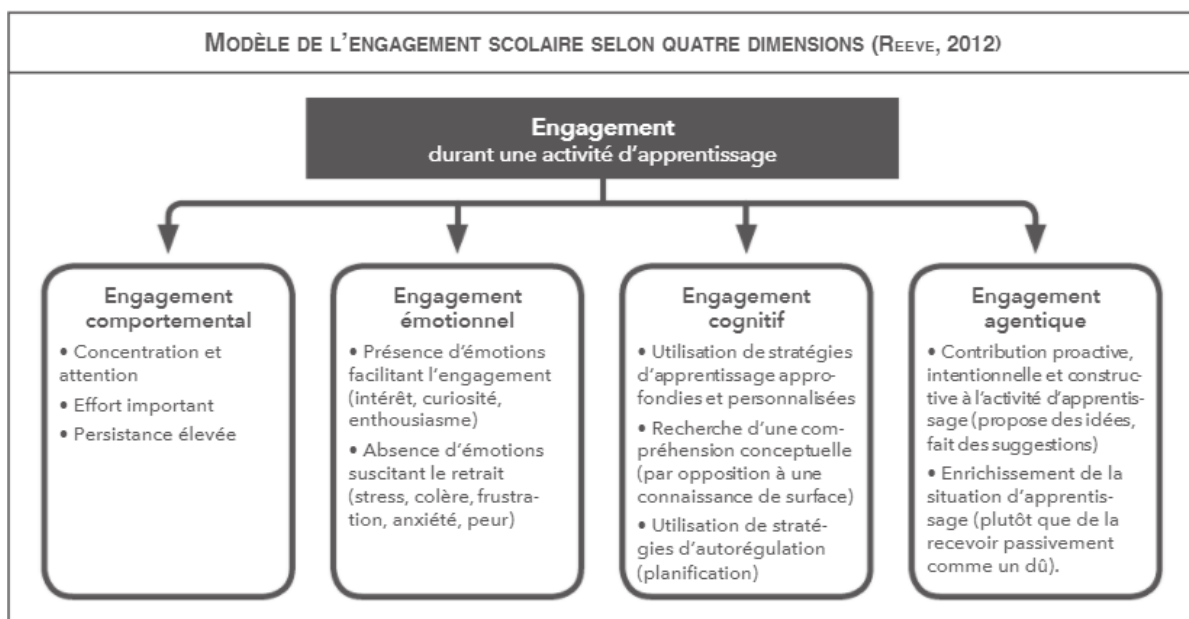 MODÈLE DE L'ENGAGEMENT SCOLAIRE SELON QUATRE DIMENSIONS (REEVE, 2012)
Engagement
durant une activité d'apprentissage
Engagement
comportemental
• Concentration et
attention
• Effort important
• Persistance élevée
Engagement
émotionnel
• Présence d'émotions
facilitant l'engagement
(intérêt, curiosité,
enthousiasme)
• Absence d'émotions
suscitant le retrait
(stress, colère, frustra-
tion, anxiété, peur)
Engagement
cognitif
• Utilisation de stratégies
d'apprentissage appro-
fondies et personnalisées
• Recherche d'une com-
préhension conceptuelle
(par opposition à une
connaissance de surface)
• Utilisation de straté-
gies d'autorégulation
(planification)
Engagement
agentique
• Contribution proactive,
intentionnelle et construc-
tive à l'activité d'apprentis-
sage (propose des idées,
fait des suggestions)
• Enrichissement de la
situation d'apprentis-
sage (plutôt que de la
recevoir passivement
comme un dû).